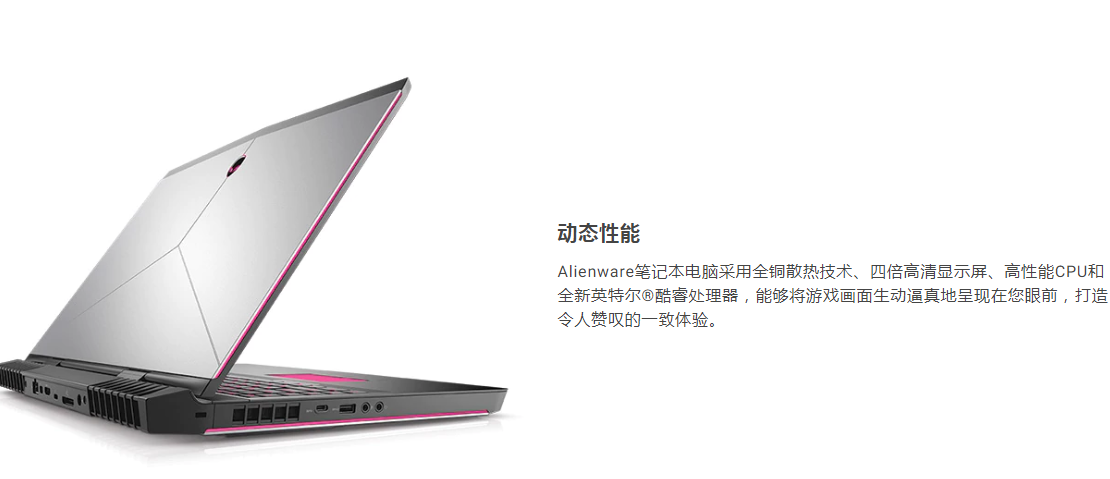 动态性能
Alienware笔记本电脑采用全铜散热技术、四倍高清显示屏、高性能CPU和
全新英特尔®酷睿处理器，能够将游戏画面生动逼真地呈现在您眼前，打造
令人赞叹的一致体验。